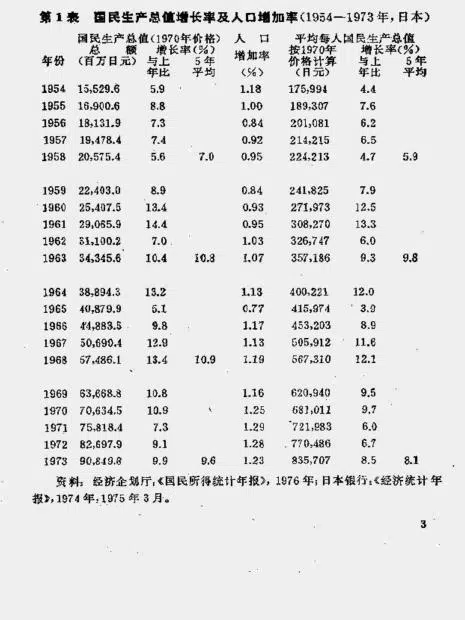 第1表 国民生产总值增长率及人口增加率(1954—1973年,日本)
国民生产总值(1970年价格) 人口 平均每人国民生产总值
总额 增长率(%) 增加率 按1970年 增长率(%)
年份 (百万日元) 与上年比 5年平均 (%) 价格计算(日元) 与上年比 5年平均
1954 15,529.6 5.9 1.18 175,994 4.4
1955 16,900.6 8.8 1.00 189,307 7.6
1956 18,131.9 7.3 0.84 201,081 6.2
1957 19,478.4 7.4 0.92 214,215 6.5
1958 20,575.4 5.6 7.0 0.95 224,213 4.7 5.9
1959 22,403.0 8.9 0.84 241,825 7.9
1960 25,407.5 13.4 0.93 271,973 12.5
1961 29,065.9 14.4 0.95 308,270 13.3
1962 31,100.2 7.0 1.03 326,747 6.0
1963 34,345.6 10.4 10.8 1.07 357,186 9.3 9.8
1964 38,894.3 13.2 1.13 400,221 12.0
1965 40,879.9 5.1 0.77 415,974 3.9
1966 44,883.5 9.8 1.17 453,203 8.9
1967 50,690.4 12.9 1.13 505,912 11.6
1968 57,486.1 13.4 10.9 1.19 567,310 12.1
1969 63,668.8 10.8 1.16 620,940 9.5
1970 70,634.5 10.9 1.25 681,011 9.7
1971 75,818.4 7.3 1.29 721,983 6.0
1972 82,697.9 9.1 1.28 770,486 6.7
1973 90,849.8 9.9 9.6 1.23 835,707 8.5 8.1
资料: 经济企划厅:《国民所得统计年报》, 1976年;日本银行:《经济统计年
报》,1974年,1975年3月。
3